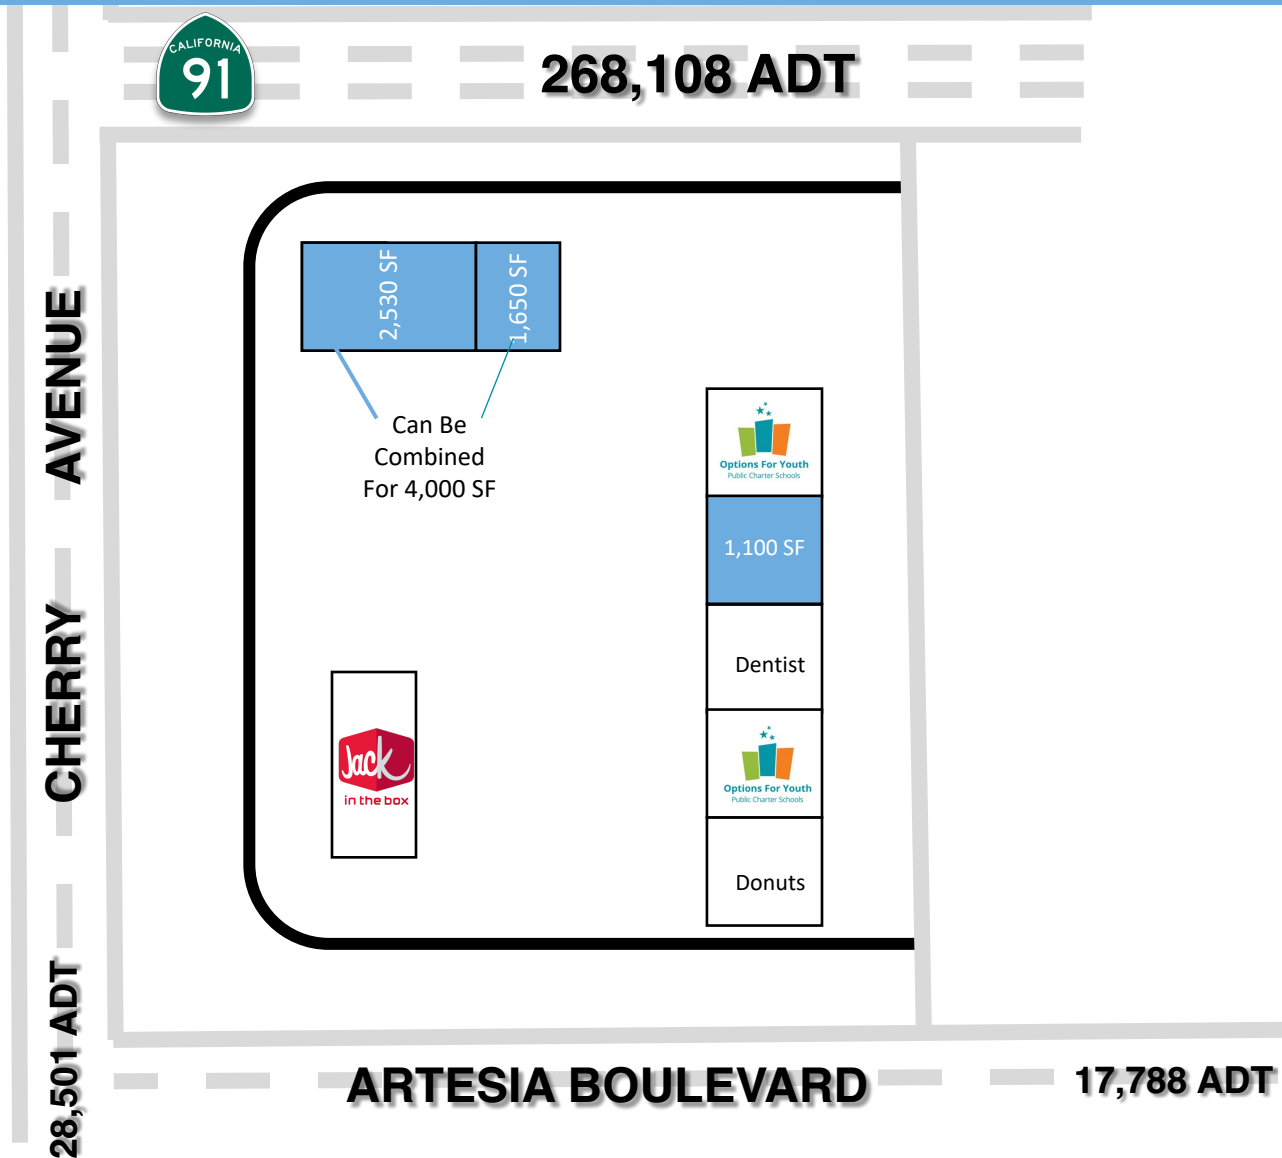 CALIFORNIA
91
268,108 ADT
2,530 SF
1,650 SF
Can Be
Combined
For 4,000 SF
Options For Youth
Public Charter Schools
1,100 SF
Dentist
Options For Youth
Public Charter Schools
Donuts
Jack
in the box
CHERRY AVENUE
28,501 ADT
ARTESIA BOULEVARD
17,788 ADT